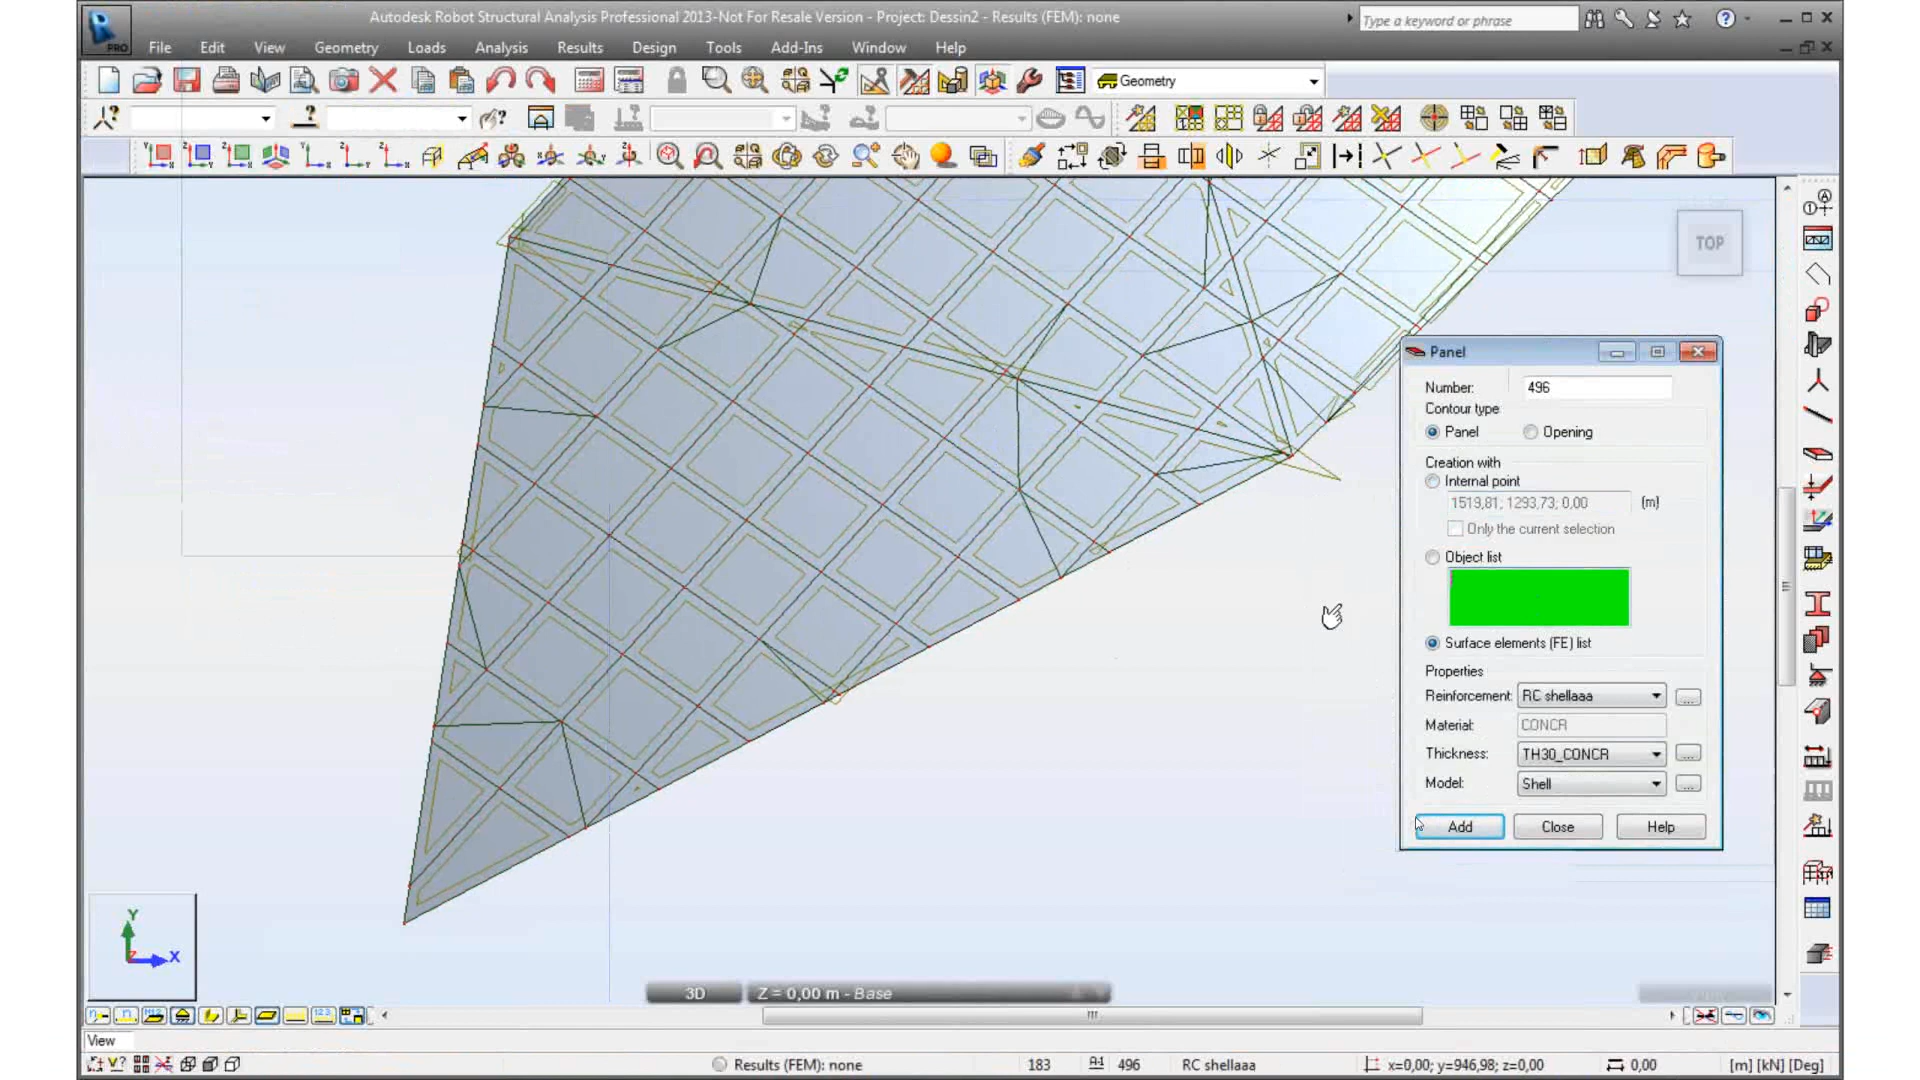 Autodesk Robot Structural Analysis Professional 2013-Not For Resale Version - Project: Dessin2 - Results (FEM): none
Type a keyword or phrase
PRO
File Edit View Geometry Loads Analysis Results Design Tools Add-Ins Window Help
Geometry
TOP
Panel
Number: 496
Contour type
Panel Opening
Creation with
Internal point
1519,81; 1293,73; 0,00 (m)
Only the current selection
Object list
Surface elements (FE) list
Properties
Reinforcement: RC shellaaa ...
Material: CONCR
Thickness: TH30_CONCR ...
Model: Shell ...
Add Close Help
Y
Z
X
3D Z = 0,00 m - Base
View
Results (FEM): none 183 496 RC shellaaa x=0,00; y=946,98; z=0,00 0,00 [m] [kN] [Deg]